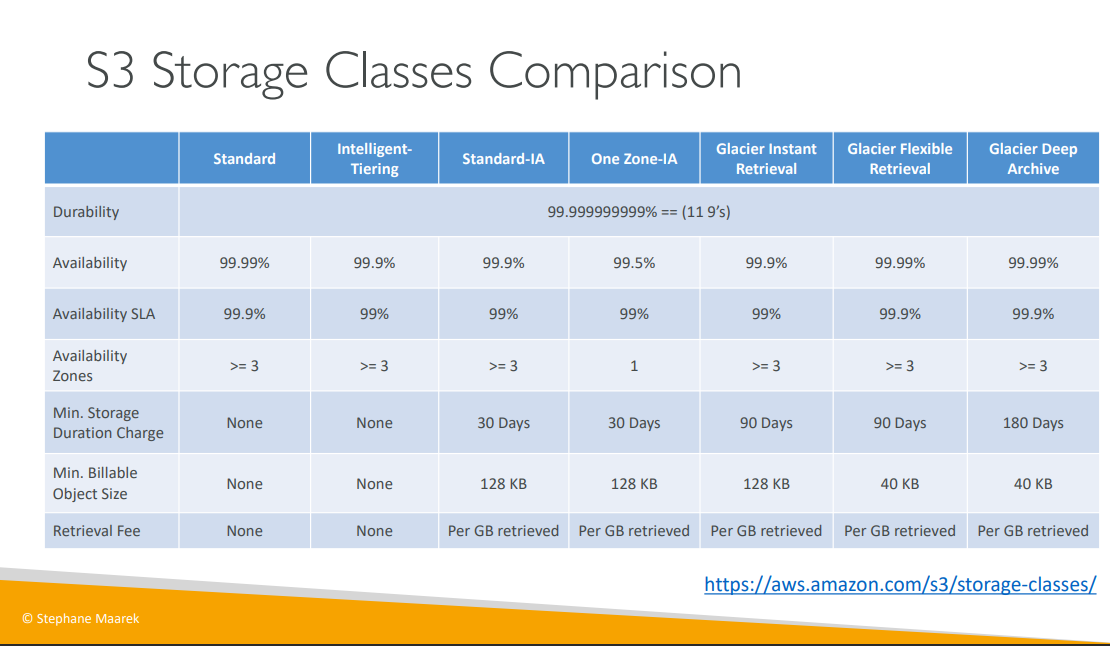 S3 Storage Classes Comparison
Standard
Intelligent-
Tiering
Standard-IA
One Zone-IA
Glacier Instant
Retrieval
Glacier Flexible
Retrieval
Glacier Deep
Archive
Durability
99.999999999% == (11 9’s)
Availability
99.99%
99.9%
99.9%
99.5%
99.9%
99.99%
99.99%
Availability SLA
99.9%
99%
99%
99%
99%
99.9%
99.9%
Availability
Zones
>= 3
>= 3
>= 3
1
>= 3
>= 3
>= 3
Min. Storage
Duration Charge
None
None
30 Days
30 Days
90 Days
90 Days
180 Days
Min. Billable
Object Size
None
None
128 KB
128 KB
128 KB
40 KB
40 KB
Retrieval Fee
None
None
Per GB retrieved
Per GB retrieved
Per GB retrieved
Per GB retrieved
Per GB retrieved
https://aws.amazon.com/s3/storage-classes/
© Stephane Maarek